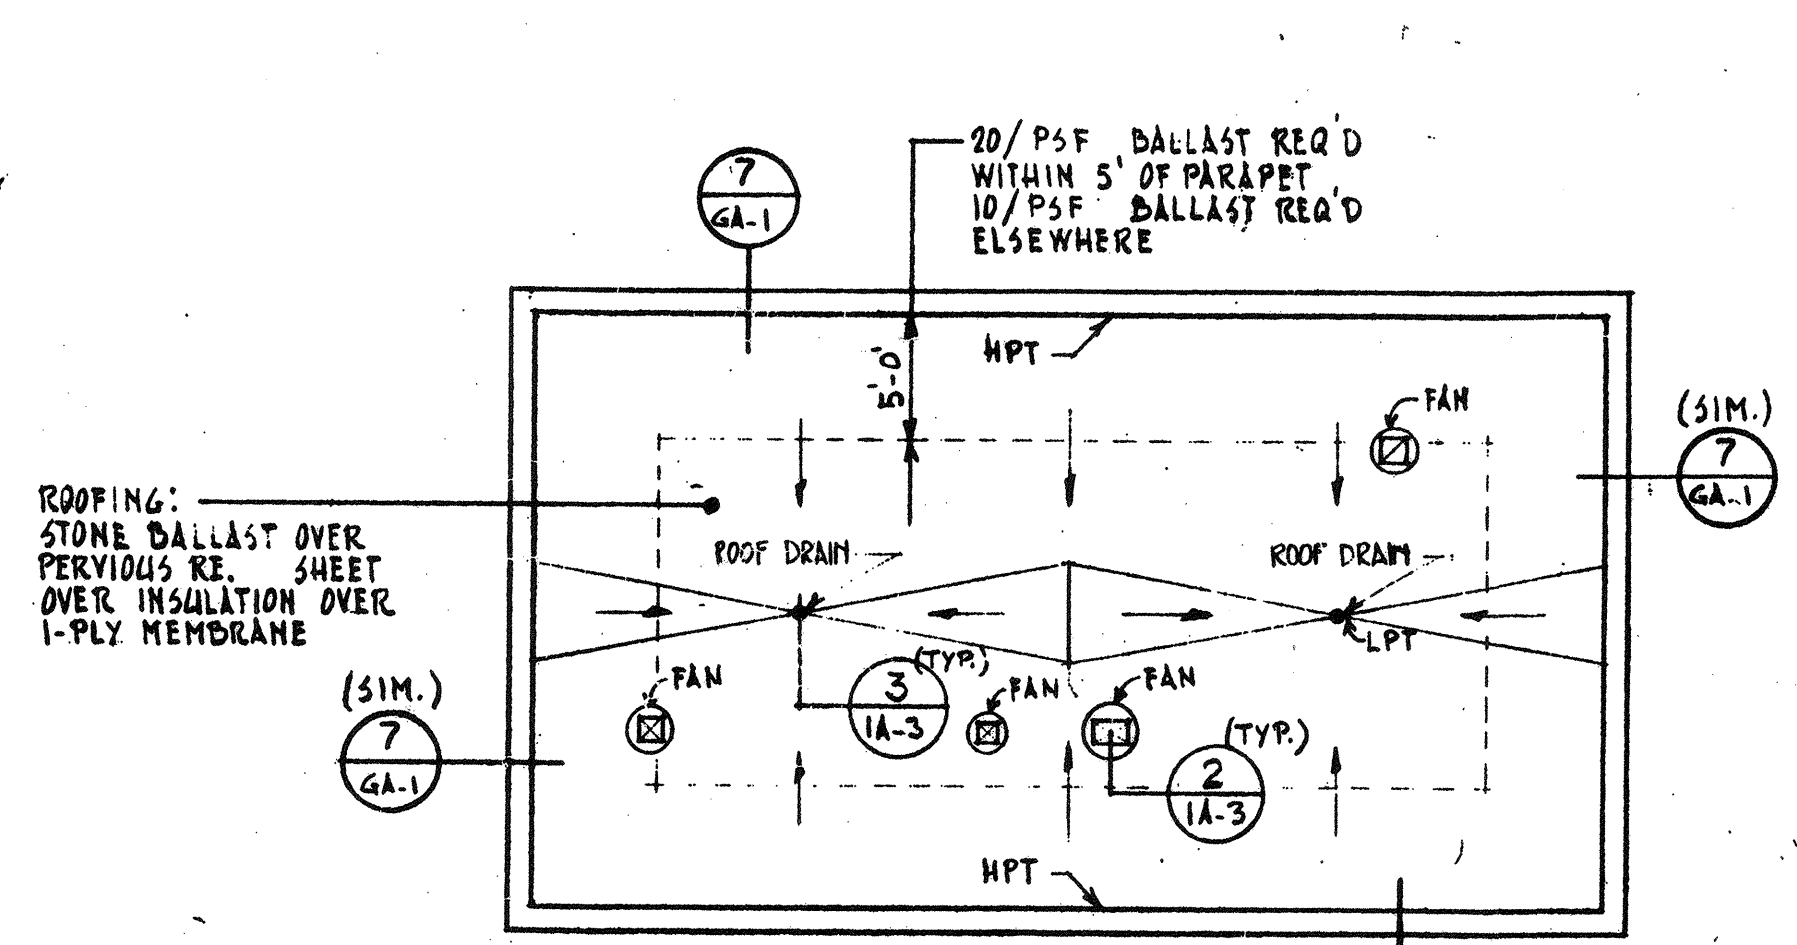 20/ PSF BALLAST REQ'D
WITHIN 5' OF PARAPET
10/PSF BALLAST REQ'D
ELSEWHERE
7
GA-1
HPT
5'-0"
FAN
(SIM.)
7
GA-1
ROOFING:
STONE BALLAST OVER
PERVIOUS RE. SHEET
OVER INSULATION OVER
1-PLY MEMBRANE
ROOF DRAIN
ROOF DRAIN
LPT
(TYP.)
3
1A-3
FAN
FAN
FAN
(SIM.)
7
GA-1
(TYP.)
2
1A-3
HPT